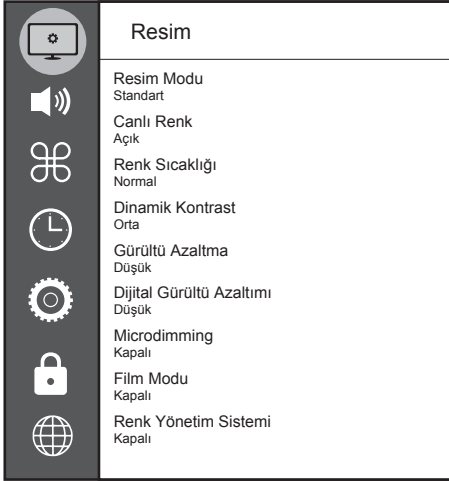 Resim
Resim Modu
Standart
Canlı Renk
Açık
Renk Sıcaklığı
Normal
Dinamik Kontrast
Orta
Gürültü Azaltma
Düşük
Dijital Gürültü Azaltımı
Düşük
Microdimming
Kapalı
Film Modu
Kapalı
Renk Yönetim Sistemi
Kapalı